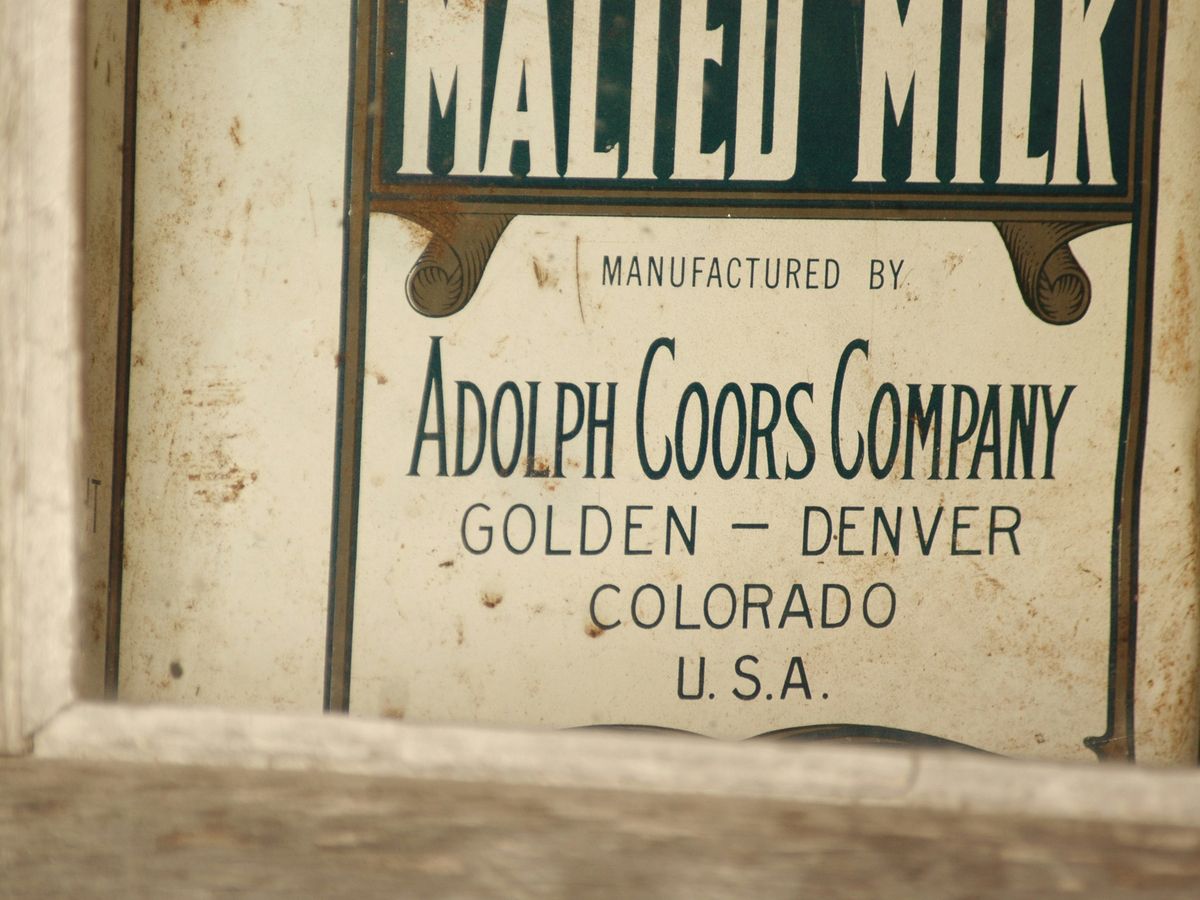 MALTED MILK
MANUFACTURED BY
ADOLPH COORS COMPANY
GOLDEN — DENVER
COLORADO
U.S.A.